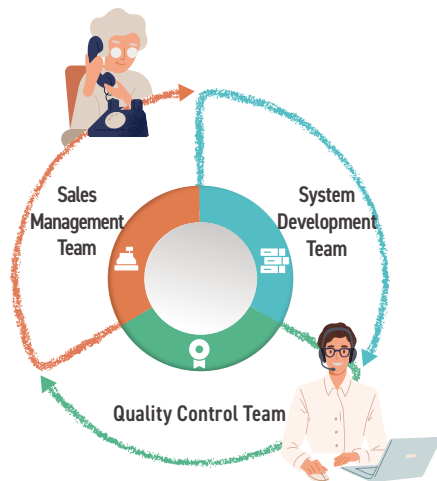 Sales
Management
Team
System
Development
Team
Quality Control Team